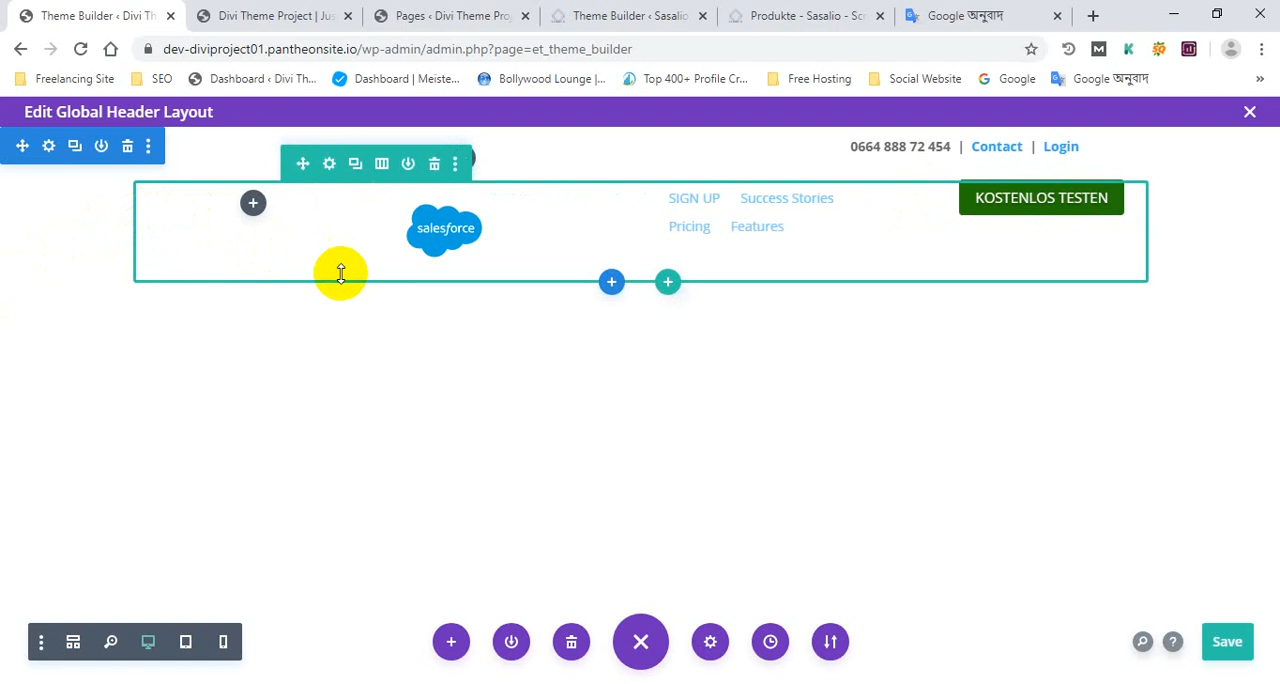 Theme Builder ‹ Divi Th
Divi Theme Project | Jus
Pages ‹ Divi Theme Pro
Theme Builder ‹ Sasalio
Produkte - Sasalio - Scr
Google অনুবাদ
dev-diviproject01.pantheonsite.io/wp-admin/admin.php?page=et_theme_builder
Freelancing Site
SEO
Dashboard ‹ Divi Th...
Dashboard | Meiste...
Bollywood Lounge |...
Top 400+ Profile Cr...
Free Hosting
Social Website
Google
Google অনুবাদ
»
Edit Global Header Layout
0664 888 72 454 | Contact | Login
salesforce
SIGN UP Success Stories
Pricing Features
KOSTENLOS TESTEN
Save